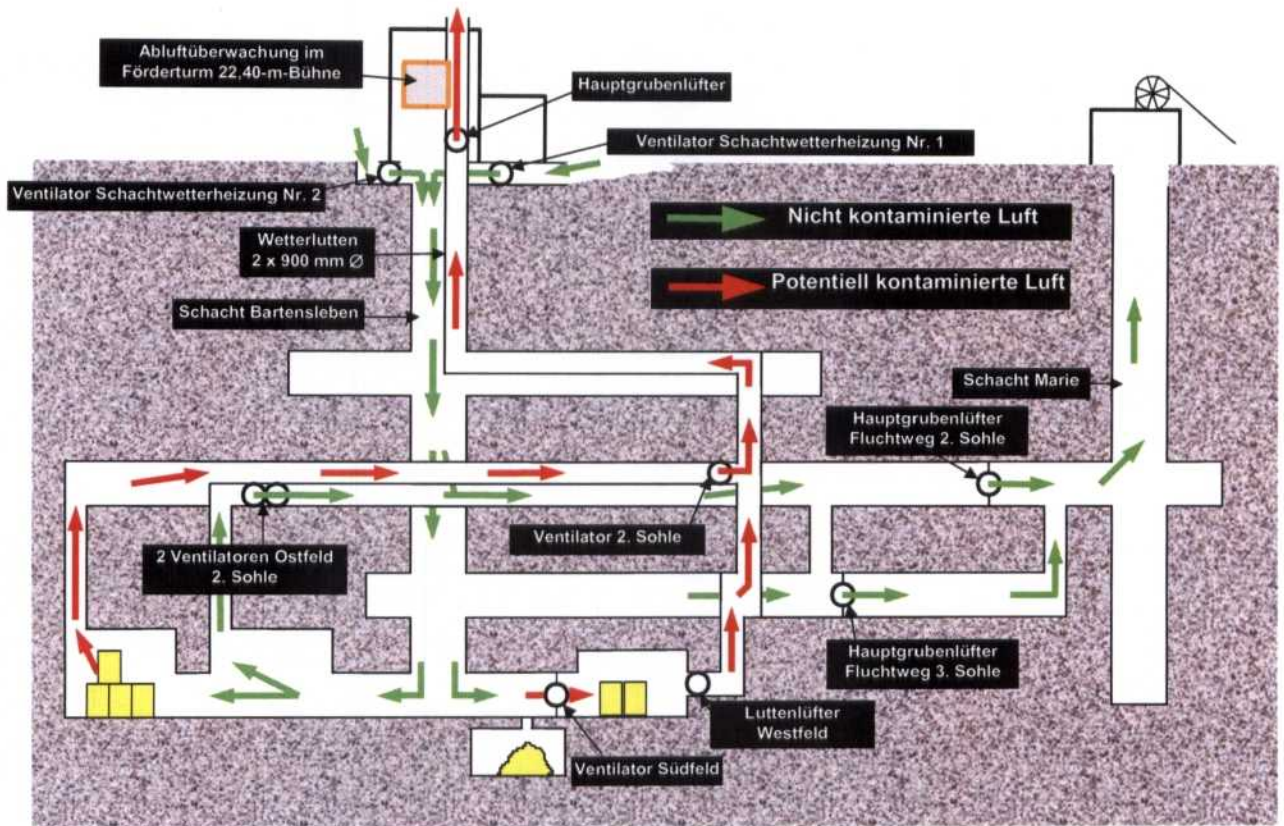 Abluftüberwachung im
Förderturm 22,40-m-Bühne
Hauptgrubenlüfter
Ventilator Schachtwetterheizung Nr. 1
Ventilator Schachtwetterheizung Nr. 2
Nicht kontaminierte Luft
Wetterlutten
2 x 900 mm Ø
Potentiell kontaminierte Luft
Schacht Bartensleben
Schacht Marie
Hauptgrubenlüfter
Fluchtweg 2. Sohle
2 Ventilatoren Ostfeld
2. Sohle
Ventilator 2. Sohle
Hauptgrubenlüfter
Fluchtweg 3. Sohle
Luttenlüfter
Westfeld
Ventilator Südfeld